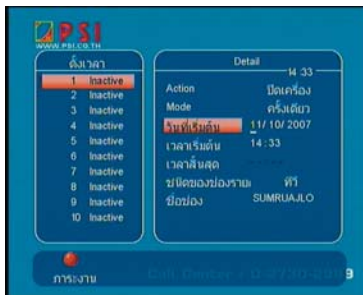 PSI
WWW.PSI.CO.TH
ตั้งเวลา
1 Inactive
2 Inactive
3 Inactive
4 Inactive
5 Inactive
6 Inactive
7 Inactive
8 Inactive
9 Inactive
10 Inactive
Detail
14:33
Action ปิดเครื่อง
Mode ครั้งเดียว
วันที่เริ่มต้น 11/10/2007
เวลาเริ่มต้น 14:33
เวลาสิ้นสุด
ชนิดของช่องราย ทีวี
ชื่อช่อง SUMRUAJLO
ภาระงาน
Call Center